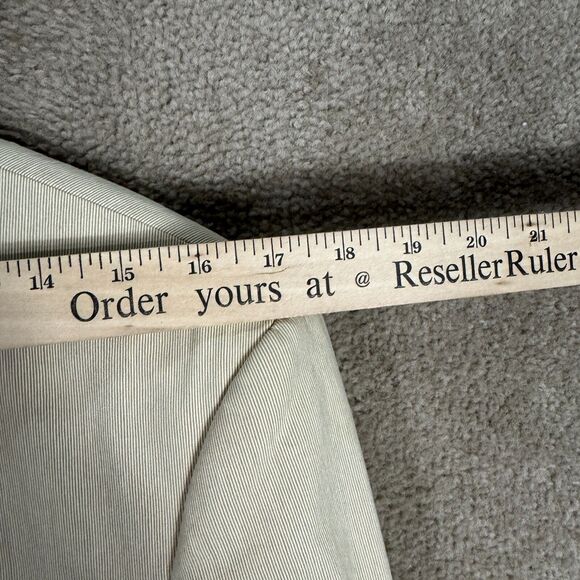 14 15 16 17 18 19 20 21
Order yours at @ ResellerRuler